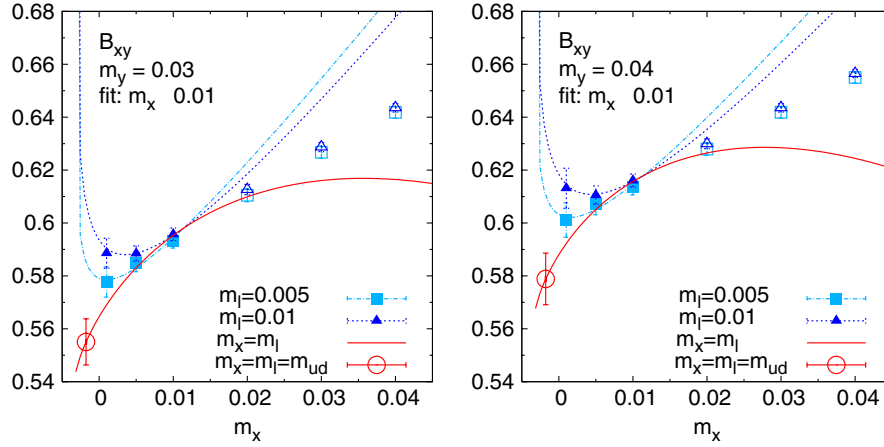 0.68
0.66
0.64
0.62
0.6
0.58
0.56
0.54
B_xy
m_y = 0.03
fit: m_x 0.01
m_l=0.005
m_l=0.01
m_x=m_l
m_x=m_l=m_ud
0 0.01 0.02 0.03 0.04
m_x
0.68
0.66
0.64
0.62
0.6
0.58
0.56
0.54
B_xy
m_y = 0.04
fit: m_x 0.01
m_l=0.005
m_l=0.01
m_x=m_l
m_x=m_l=m_ud
0 0.01 0.02 0.03 0.04
m_x